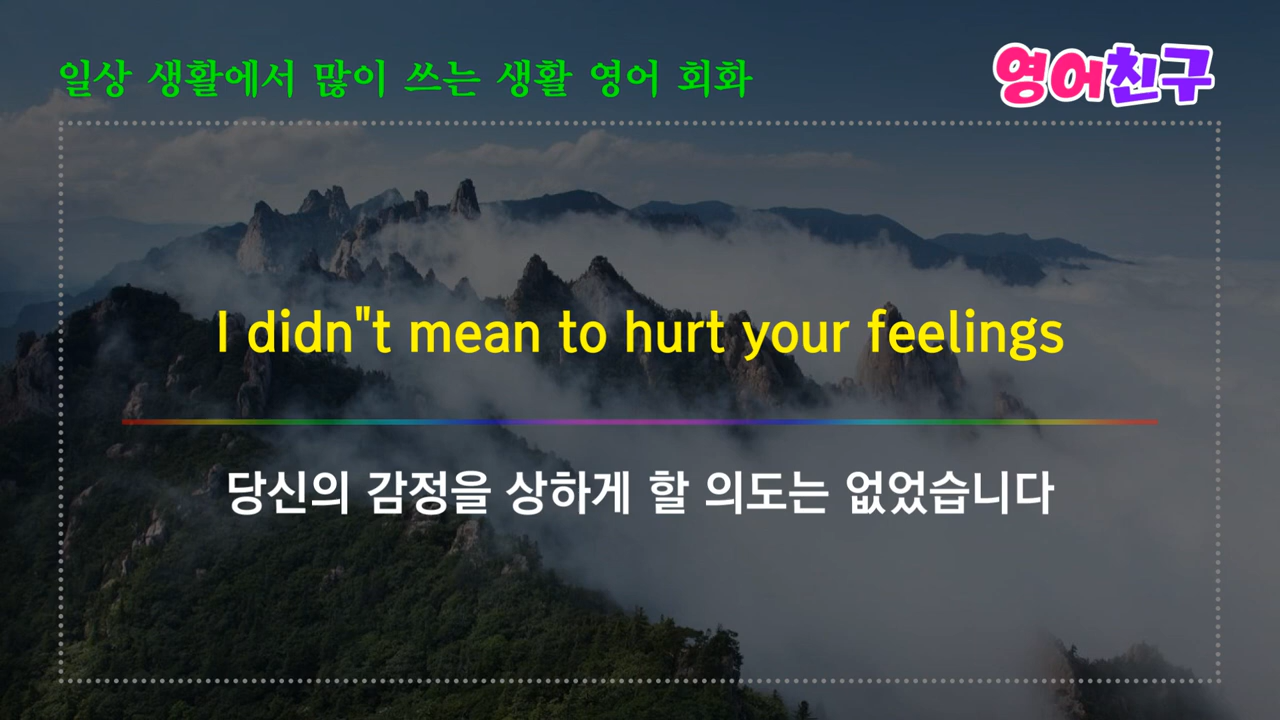 일상 생활에서 많이 쓰는 생활 영어 회화
영어친구
I didn"t mean to hurt your feelings
당신의 감정을 상하게 할 의도는 없었습니다